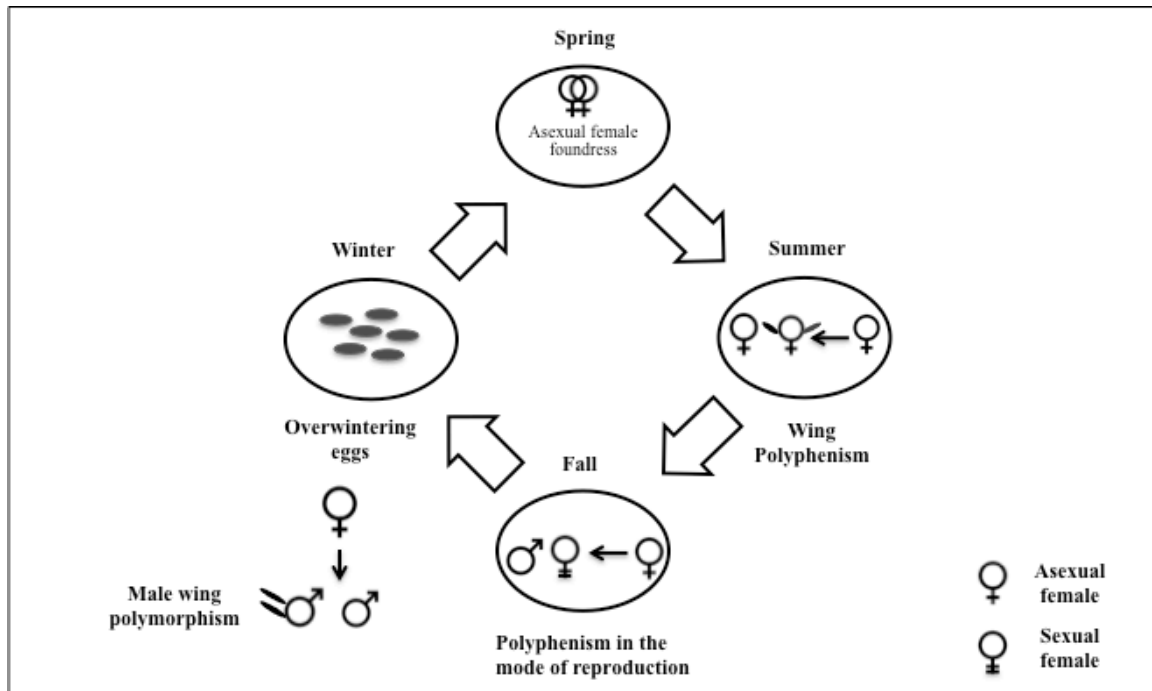 Spring
Asexual female
foundress
Winter
Summer
Overwintering
eggs
Wing
Polyphenism
Fall
Male wing
polymorphism
Polyphenism in the
mode of reproduction
Asexual
female
Sexual
female